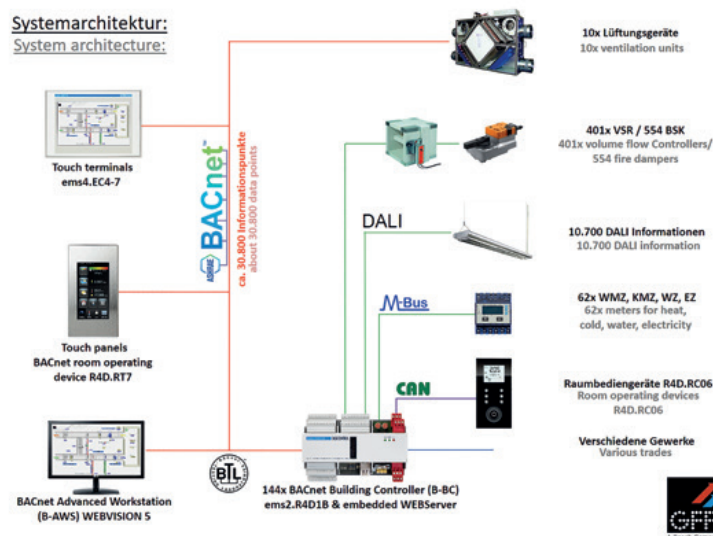 Systemarchitektur:
System architecture:
10x Lüftungsgeräte
10x ventilation units
Touch terminals
ems4.EC4-7
ASHRAE BACnet™
ca. 30.800 Informationspunkte
about 30.800 data points
401x VSR / 554 BSK
401x volume flow Controllers/
554 fire dampers
DALI
10.700 DALI Informationen
10.700 DALI information
Touch panels
BACnet room operating
device R4D.RT7
M-Bus
62x WMZ, KMZ, WZ, EZ
62x meters for heat,
cold, water, electricity
CAN
Raumbediengeräte R4D.RC06
Room operating devices
R4D.RC06
BTL
Verschiedene Gewerke
Various trades
BACnet Advanced Workstation
(B-AWS) WEBVISION 5
144x BACnet Building Controller (B-BC)
ems2.R4D1B & embedded WEBServer
GFR